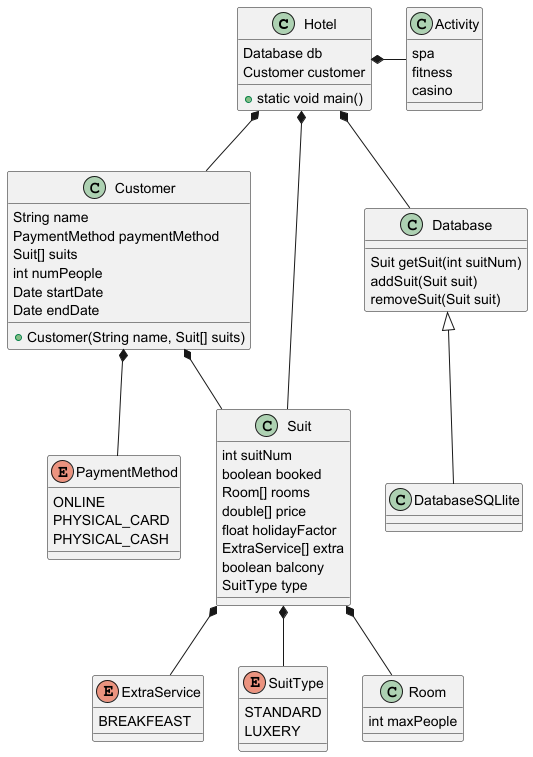 C Hotel
Database db
Customer customer
static void main()
C Activity
spa
fitness
casino
C Customer
String name
PaymentMethod paymentMethod
Suit[] suits
int numPeople
Date startDate
Date endDate
Customer(String name, Suit[] suits)
C Database
Suit getSuit(int suitNum)
addSuit(Suit suit)
removeSuit(Suit suit)
E PaymentMethod
ONLINE
PHYSICAL_CARD
PHYSICAL_CASH
C Suit
int suitNum
boolean booked
Room[] rooms
double[] price
float holidayFactor
ExtraService[] extra
boolean balcony
SuitType type
C DatabaseSQLlite
E ExtraService
BREAKFEAST
E SuitType
STANDARD
LUXERY
C Room
int maxPeople